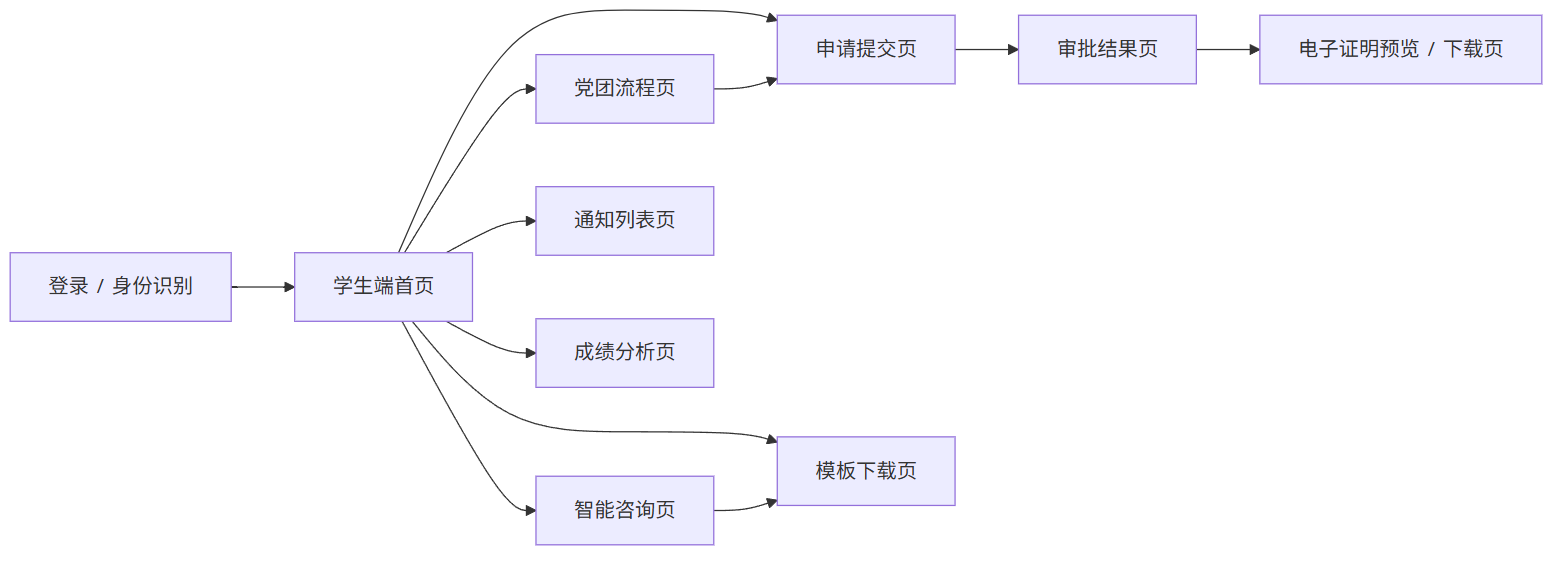 申请提交页
审批结果页
电子证明预览 / 下载页
党团流程页
通知列表页
登录 / 身份识别
学生端首页
成绩分析页
模板下载页
智能咨询页